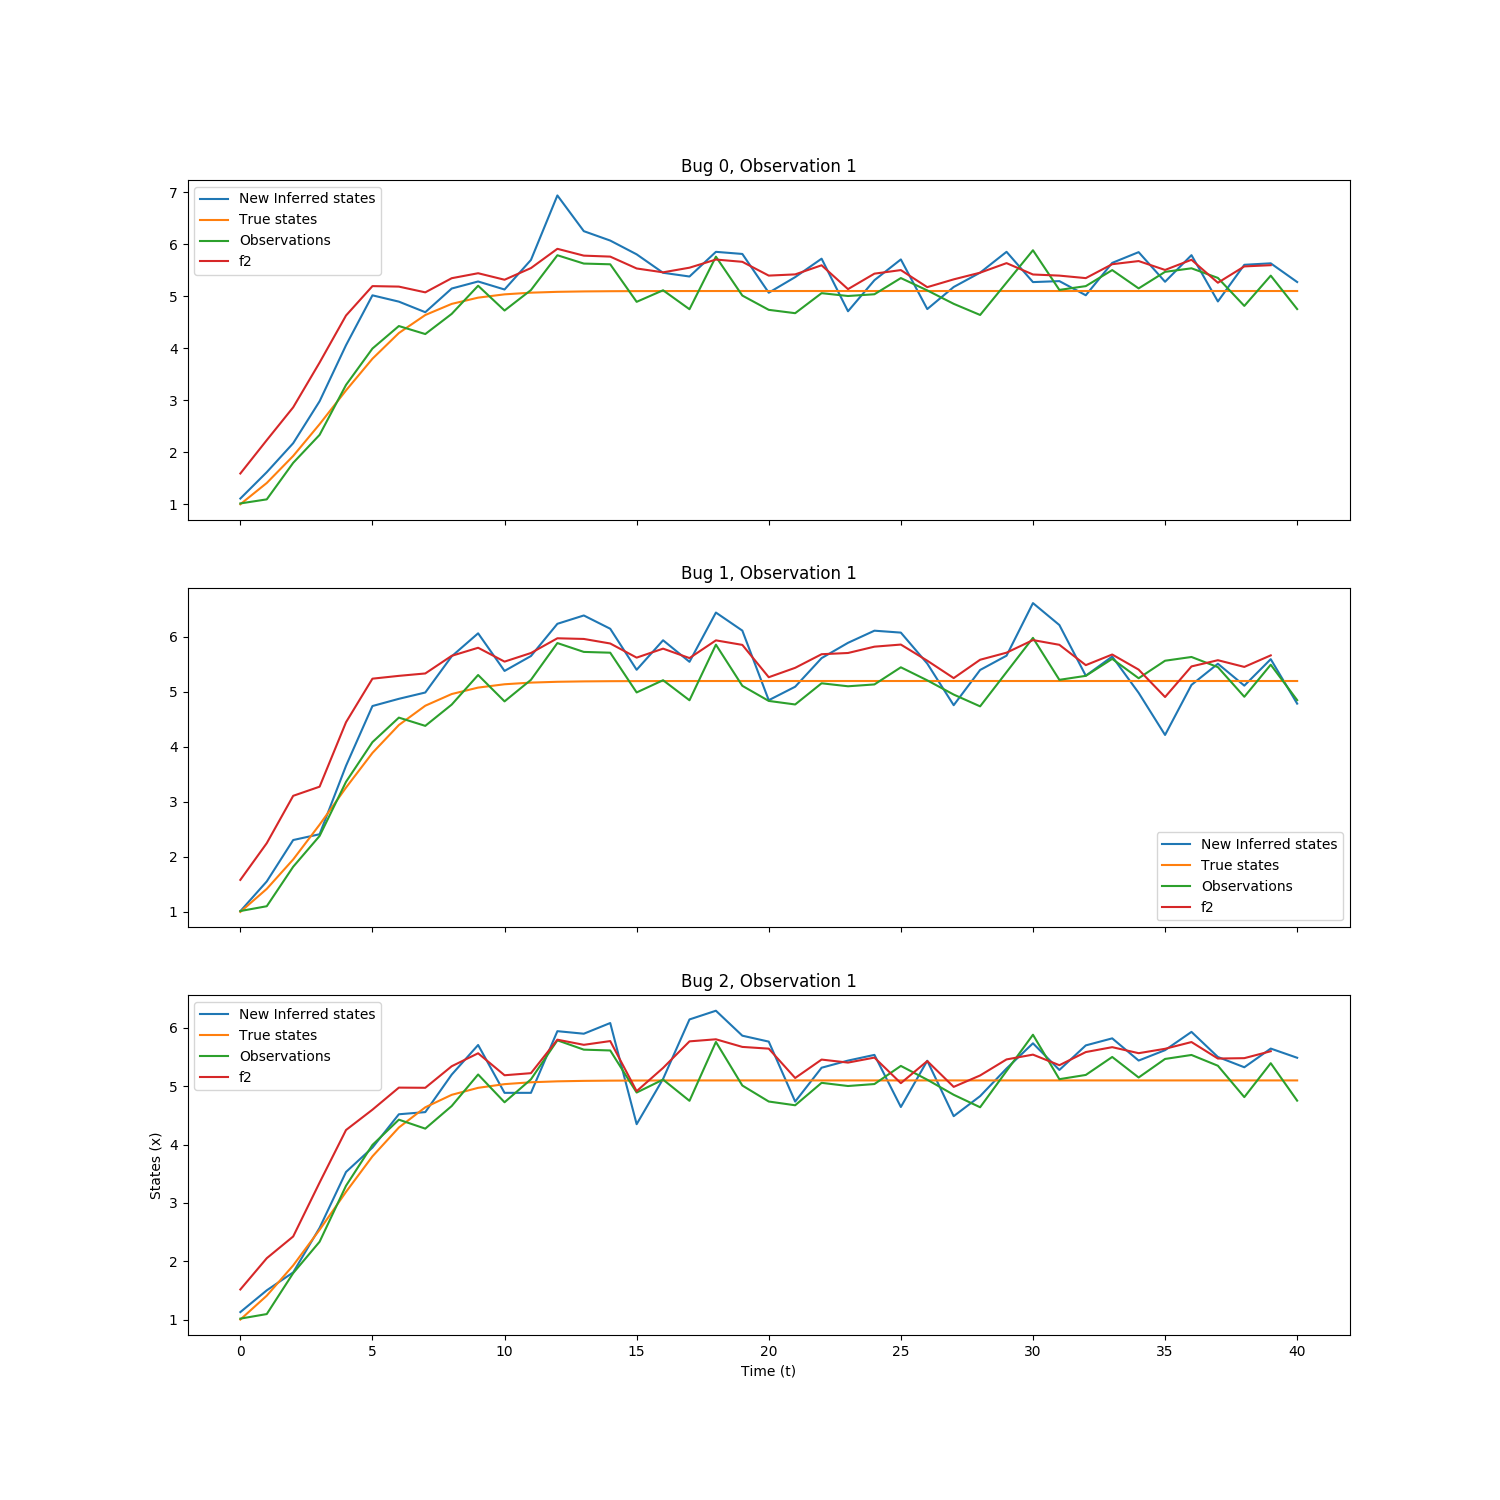 Bug 0, Observation 1
New Inferred states
True states
Observations
f2
7
6
5
4
3
2
1
Bug 1, Observation 1
6
5
4
3
2
1
New Inferred states
True states
Observations
f2
Bug 2, Observation 1
New Inferred states
True states
Observations
f2
States (x)
6
5
4
3
2
1
0 5 10 15 20 25 30 35 40
Time (t)